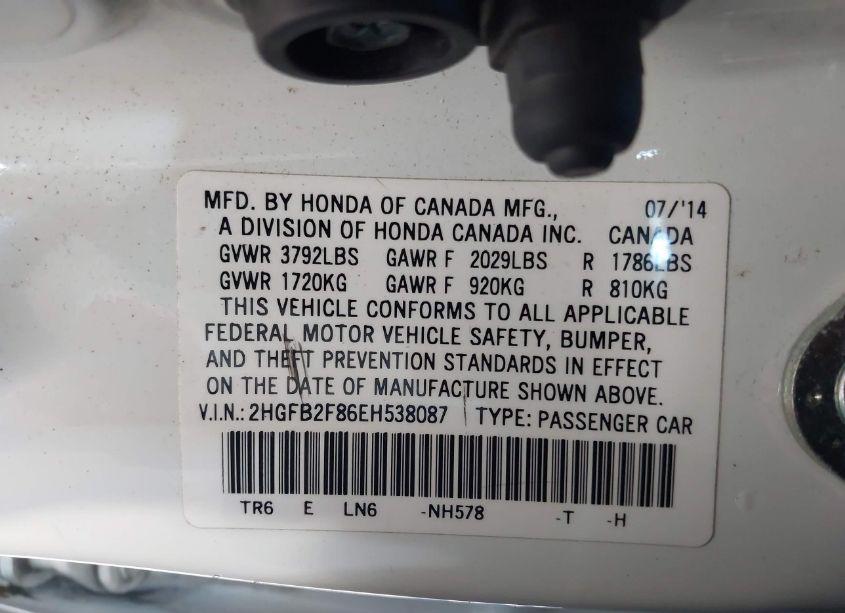 MFD. BY HONDA OF CANADA MFG., 07/'14
A DIVISION OF HONDA CANADA INC. CANADA
GVWR 3792LBS GAWR F 2029LBS R 1786LBS
GVWR 1720KG GAWR F 920KG R 810KG
THIS VEHICLE CONFORMS TO ALL APPLICABLE
FEDERAL MOTOR VEHICLE SAFETY, BUMPER,
AND THEFT PREVENTION STANDARDS IN EFFECT
ON THE DATE OF MANUFACTURE SHOWN ABOVE.
V.I.N.: 2HGFB2F86EH538087 TYPE: PASSENGER CAR
TR6 E LN6 -NH578 -T -H